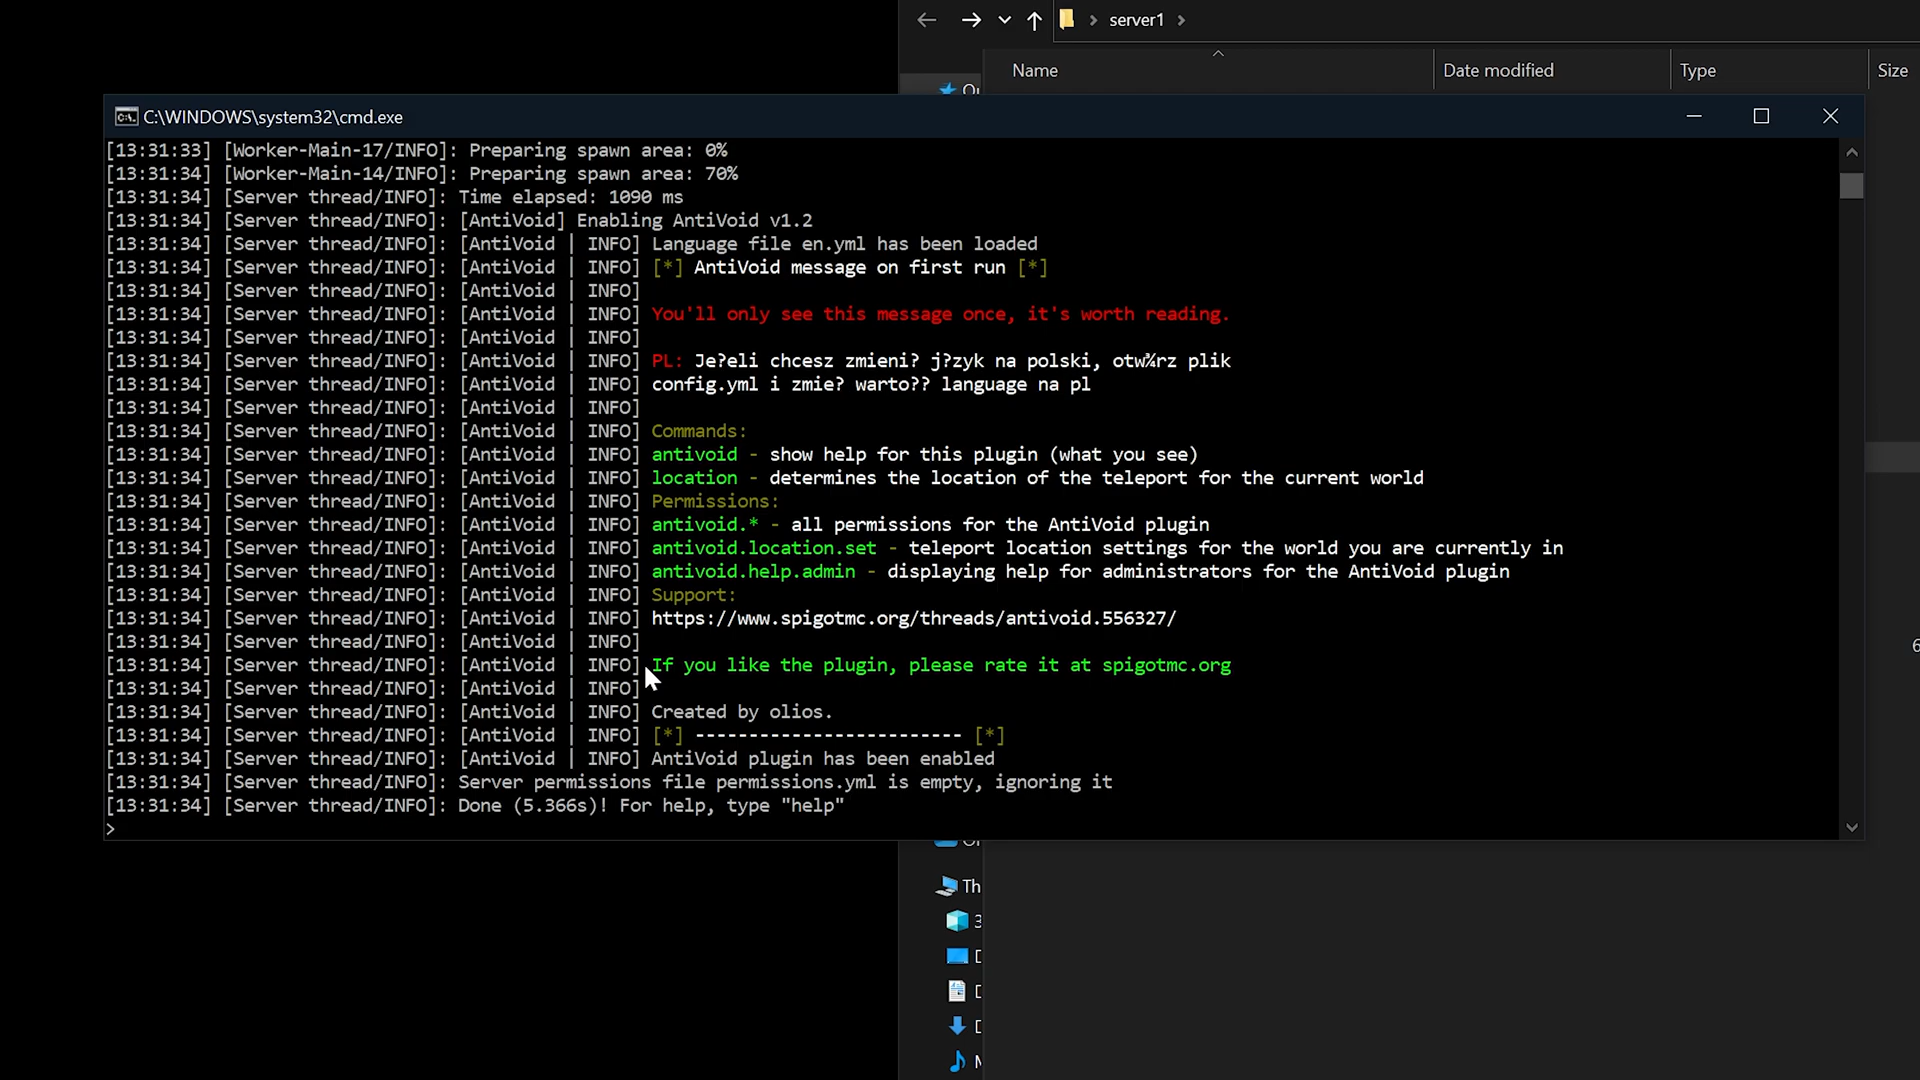 server1
Name Date modified Type Size
C:\WINDOWS\system32\cmd.exe
[13:31:33] [Worker-Main-17/INFO]: Preparing spawn area: 0%
[13:31:34] [Worker-Main-14/INFO]: Preparing spawn area: 70%
[13:31:34] [Server thread/INFO]: Time elapsed: 1090 ms
[13:31:34] [Server thread/INFO]: [AntiVoid] Enabling AntiVoid v1.2
[13:31:34] [Server thread/INFO]: [AntiVoid | INFO] Language file en.yml has been loaded
[13:31:34] [Server thread/INFO]: [AntiVoid | INFO] [*] AntiVoid message on first run [*]
[13:31:34] [Server thread/INFO]: [AntiVoid | INFO]
[13:31:34] [Server thread/INFO]: [AntiVoid | INFO] You'll only see this message once, it's worth reading.
[13:31:34] [Server thread/INFO]: [AntiVoid | INFO]
[13:31:34] [Server thread/INFO]: [AntiVoid | INFO] PL: Je?eli chcesz zmieni? j?zyk na polski, otw¾rz plik
[13:31:34] [Server thread/INFO]: [AntiVoid | INFO] config.yml i zmie? warto?? language na pl
[13:31:34] [Server thread/INFO]: [AntiVoid | INFO]
[13:31:34] [Server thread/INFO]: [AntiVoid | INFO] Commands:
[13:31:34] [Server thread/INFO]: [AntiVoid | INFO] antivoid - show help for this plugin (what you see)
[13:31:34] [Server thread/INFO]: [AntiVoid | INFO] location - determines the location of the teleport for the current world
[13:31:34] [Server thread/INFO]: [AntiVoid | INFO] Permissions:
[13:31:34] [Server thread/INFO]: [AntiVoid | INFO] antivoid.* - all permissions for the AntiVoid plugin
[13:31:34] [Server thread/INFO]: [AntiVoid | INFO] antivoid.location.set - teleport location settings for the world you are currently in
[13:31:34] [Server thread/INFO]: [AntiVoid | INFO] antivoid.help.admin - displaying help for administrators for the AntiVoid plugin
[13:31:34] [Server thread/INFO]: [AntiVoid | INFO] Support:
[13:31:34] [Server thread/INFO]: [AntiVoid | INFO] https://www.spigotmc.org/threads/antivoid.556327/
[13:31:34] [Server thread/INFO]: [AntiVoid | INFO]
[13:31:34] [Server thread/INFO]: [AntiVoid | INFO] If you like the plugin, please rate it at spigotmc.org
[13:31:34] [Server thread/INFO]: [AntiVoid | INFO]
[13:31:34] [Server thread/INFO]: [AntiVoid | INFO] Created by olios.
[13:31:34] [Server thread/INFO]: [AntiVoid | INFO] [*] ------------------------- [*]
[13:31:34] [Server thread/INFO]: [AntiVoid | INFO] AntiVoid plugin has been enabled
[13:31:34] [Server thread/INFO]: Server permissions file permissions.yml is empty, ignoring it
[13:31:34] [Server thread/INFO]: Done (5.366s)! For help, type "help"
>
Th